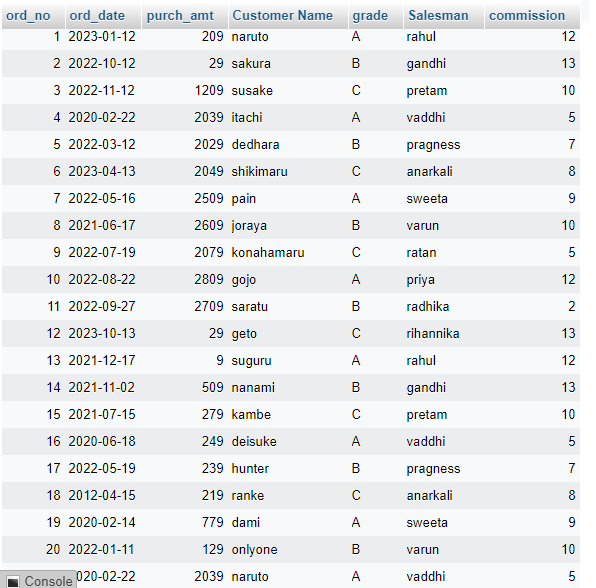 ord_no ord_date purch_amt Customer Name grade Salesman commission
1 2023-01-12 209 naruto A rahul 12
2 2022-10-12 29 sakura B gandhi 13
3 2022-11-12 1209 susake C pretam 10
4 2020-02-22 2039 itachi A vaddhi 5
5 2022-03-12 2029 dedhara B pragness 7
6 2023-04-13 2049 shikimaru C anarkali 8
7 2022-05-16 2509 pain A sweeta 9
8 2021-06-17 2609 joraya B varun 10
9 2022-07-19 2079 konahamaru C ratan 5
10 2022-08-22 2809 gojo A priya 12
11 2022-09-27 2709 saratu B radhika 2
12 2023-10-13 29 geto C rihannika 13
13 2021-12-17 9 suguru A rahul 12
14 2021-11-02 509 nanami B gandhi 13
15 2021-07-15 279 kambe C pretam 10
16 2020-06-18 249 deisuke A vaddhi 5
17 2022-05-19 239 hunter B pragness 7
18 2012-04-15 219 ranke C anarkali 8
19 2020-02-14 779 dami A sweeta 9
20 2022-01-11 129 onlyone B varun 10
Console 020-02-22 2039 naruto A vaddhi 5